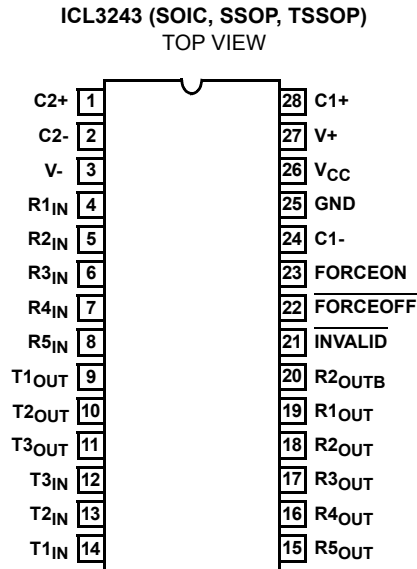 ICL3243 (SOIC, SSOP, TSSOP)
TOP VIEW
C2+ 1 28 C1+
C2- 2 27 V+
V- 3 26 VCC
R1IN 4 25 GND
R2IN 5 24 C1-
R3IN 6 23 FORCEON
R4IN 7 22 FORCEOFF
R5IN 8 21 INVALID
T1OUT 9 20 R2OUTB
T2OUT 10 19 R1OUT
T3OUT 11 18 R2OUT
T3IN 12 17 R3OUT
T2IN 13 16 R4OUT
T1IN 14 15 R5OUT